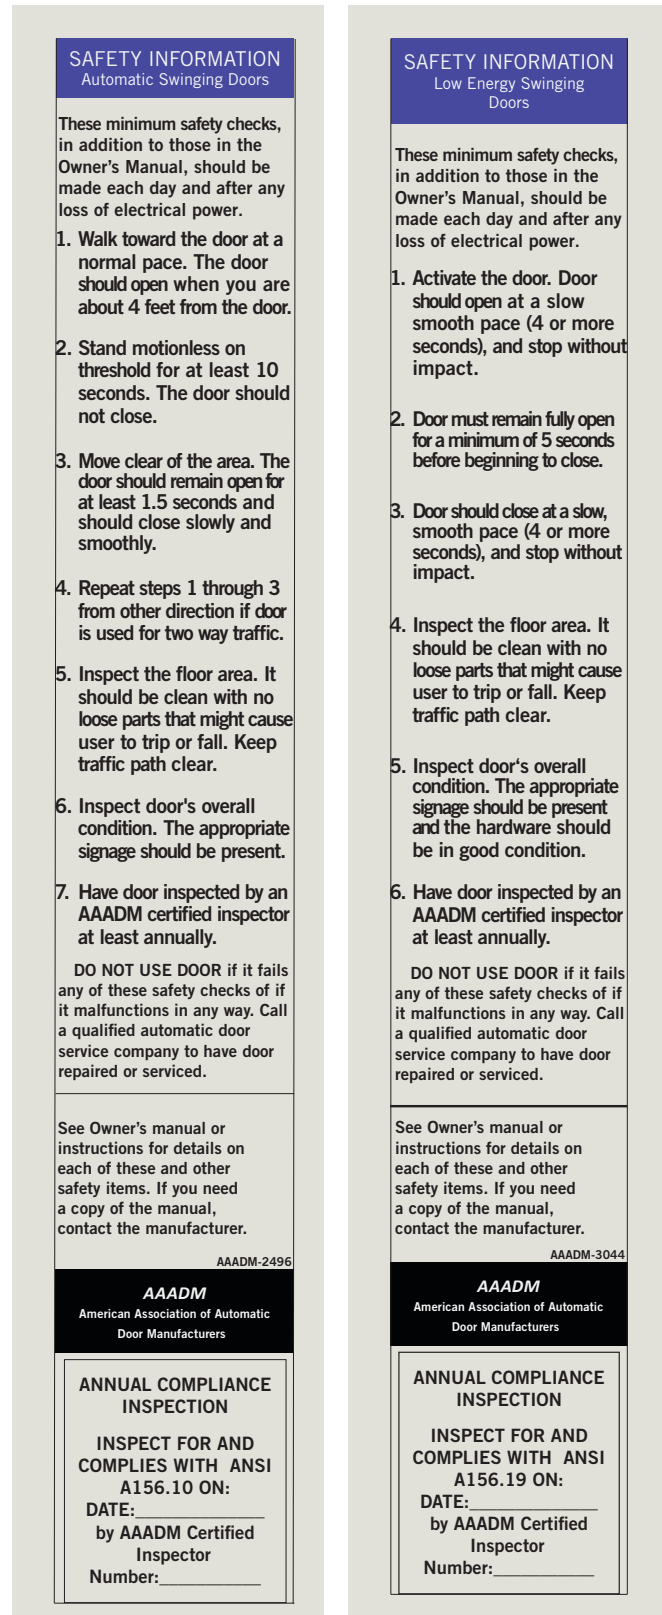 SAFETY INFORMATION
Automatic Swinging Doors
These minimum safety checks,
in addition to those in the
Owner’s Manual, should be
made each day and after any
loss of electrical power.
1. Walk toward the door at a
normal pace. The door
should open when you are
about 4 feet from the door.
2. Stand motionless on
threshold for at least 10
seconds. The door should
not close.
3. Move clear of the area. The
door should remain open for
at least 1.5 seconds and
should close slowly and
smoothly.
4. Repeat steps 1 through 3
from other direction if door
is used for two way traffic.
5. Inspect the floor area. It
should be clean with no
loose parts that might cause
user to trip or fall. Keep
traffic path clear.
6. Inspect door's overall
condition. The appropriate
signage should be present.
7. Have door inspected by an
AAADM certified inspector
at least annually.
DO NOT USE DOOR if it fails
any of these safety checks of if
it malfunctions in any way. Call
a qualified automatic door
service company to have door
repaired or serviced.
See Owner’s manual or
instructions for details on
each of these and other
safety items. If you need
a copy of the manual,
contact the manufacturer.
AAADM-2496
AAADM
American Association of Automatic
Door Manufacturers
ANNUAL COMPLIANCE
INSPECTION
INSPECT FOR AND
COMPLIES WITH ANSI
A156.10 ON:
DATE:______________
by AAADM Certified
Inspector
Number:___________
SAFETY INFORMATION
Low Energy Swinging
Doors
These minimum safety checks,
in addition to those in the
Owner’s Manual, should be
made each day and after any
loss of electrical power.
1. Activate the door. Door
should open at a slow
smooth pace (4 or more
seconds), and stop without
impact.
2. Door must remain fully open
for a minimum of 5 seconds
before beginning to close.
3. Door should close at a slow,
smooth pace (4 or more
seconds), and stop without
impact.
4. Inspect the floor area. It
should be clean with no
loose parts that might cause
user to trip or fall. Keep
traffic path clear.
5. Inspect door‘s overall
condition. The appropriate
signage should be present
and the hardware should
be in good condition.
6. Have door inspected by an
AAADM certified inspector
at least annually.
DO NOT USE DOOR if it fails
any of these safety checks of if
it malfunctions in any way. Call
a qualified automatic door
service company to have door
repaired or serviced.
See Owner’s manual or
instructions for details on
each of these and other
safety items. If you need
a copy of the manual,
contact the manufacturer.
AAADM-3044
AAADM
American Association of Automatic
Door Manufacturers
ANNUAL COMPLIANCE
INSPECTION
INSPECT FOR AND
COMPLIES WITH ANSI
A156.19 ON:
DATE:______________
by AAADM Certified
Inspector
Number:___________